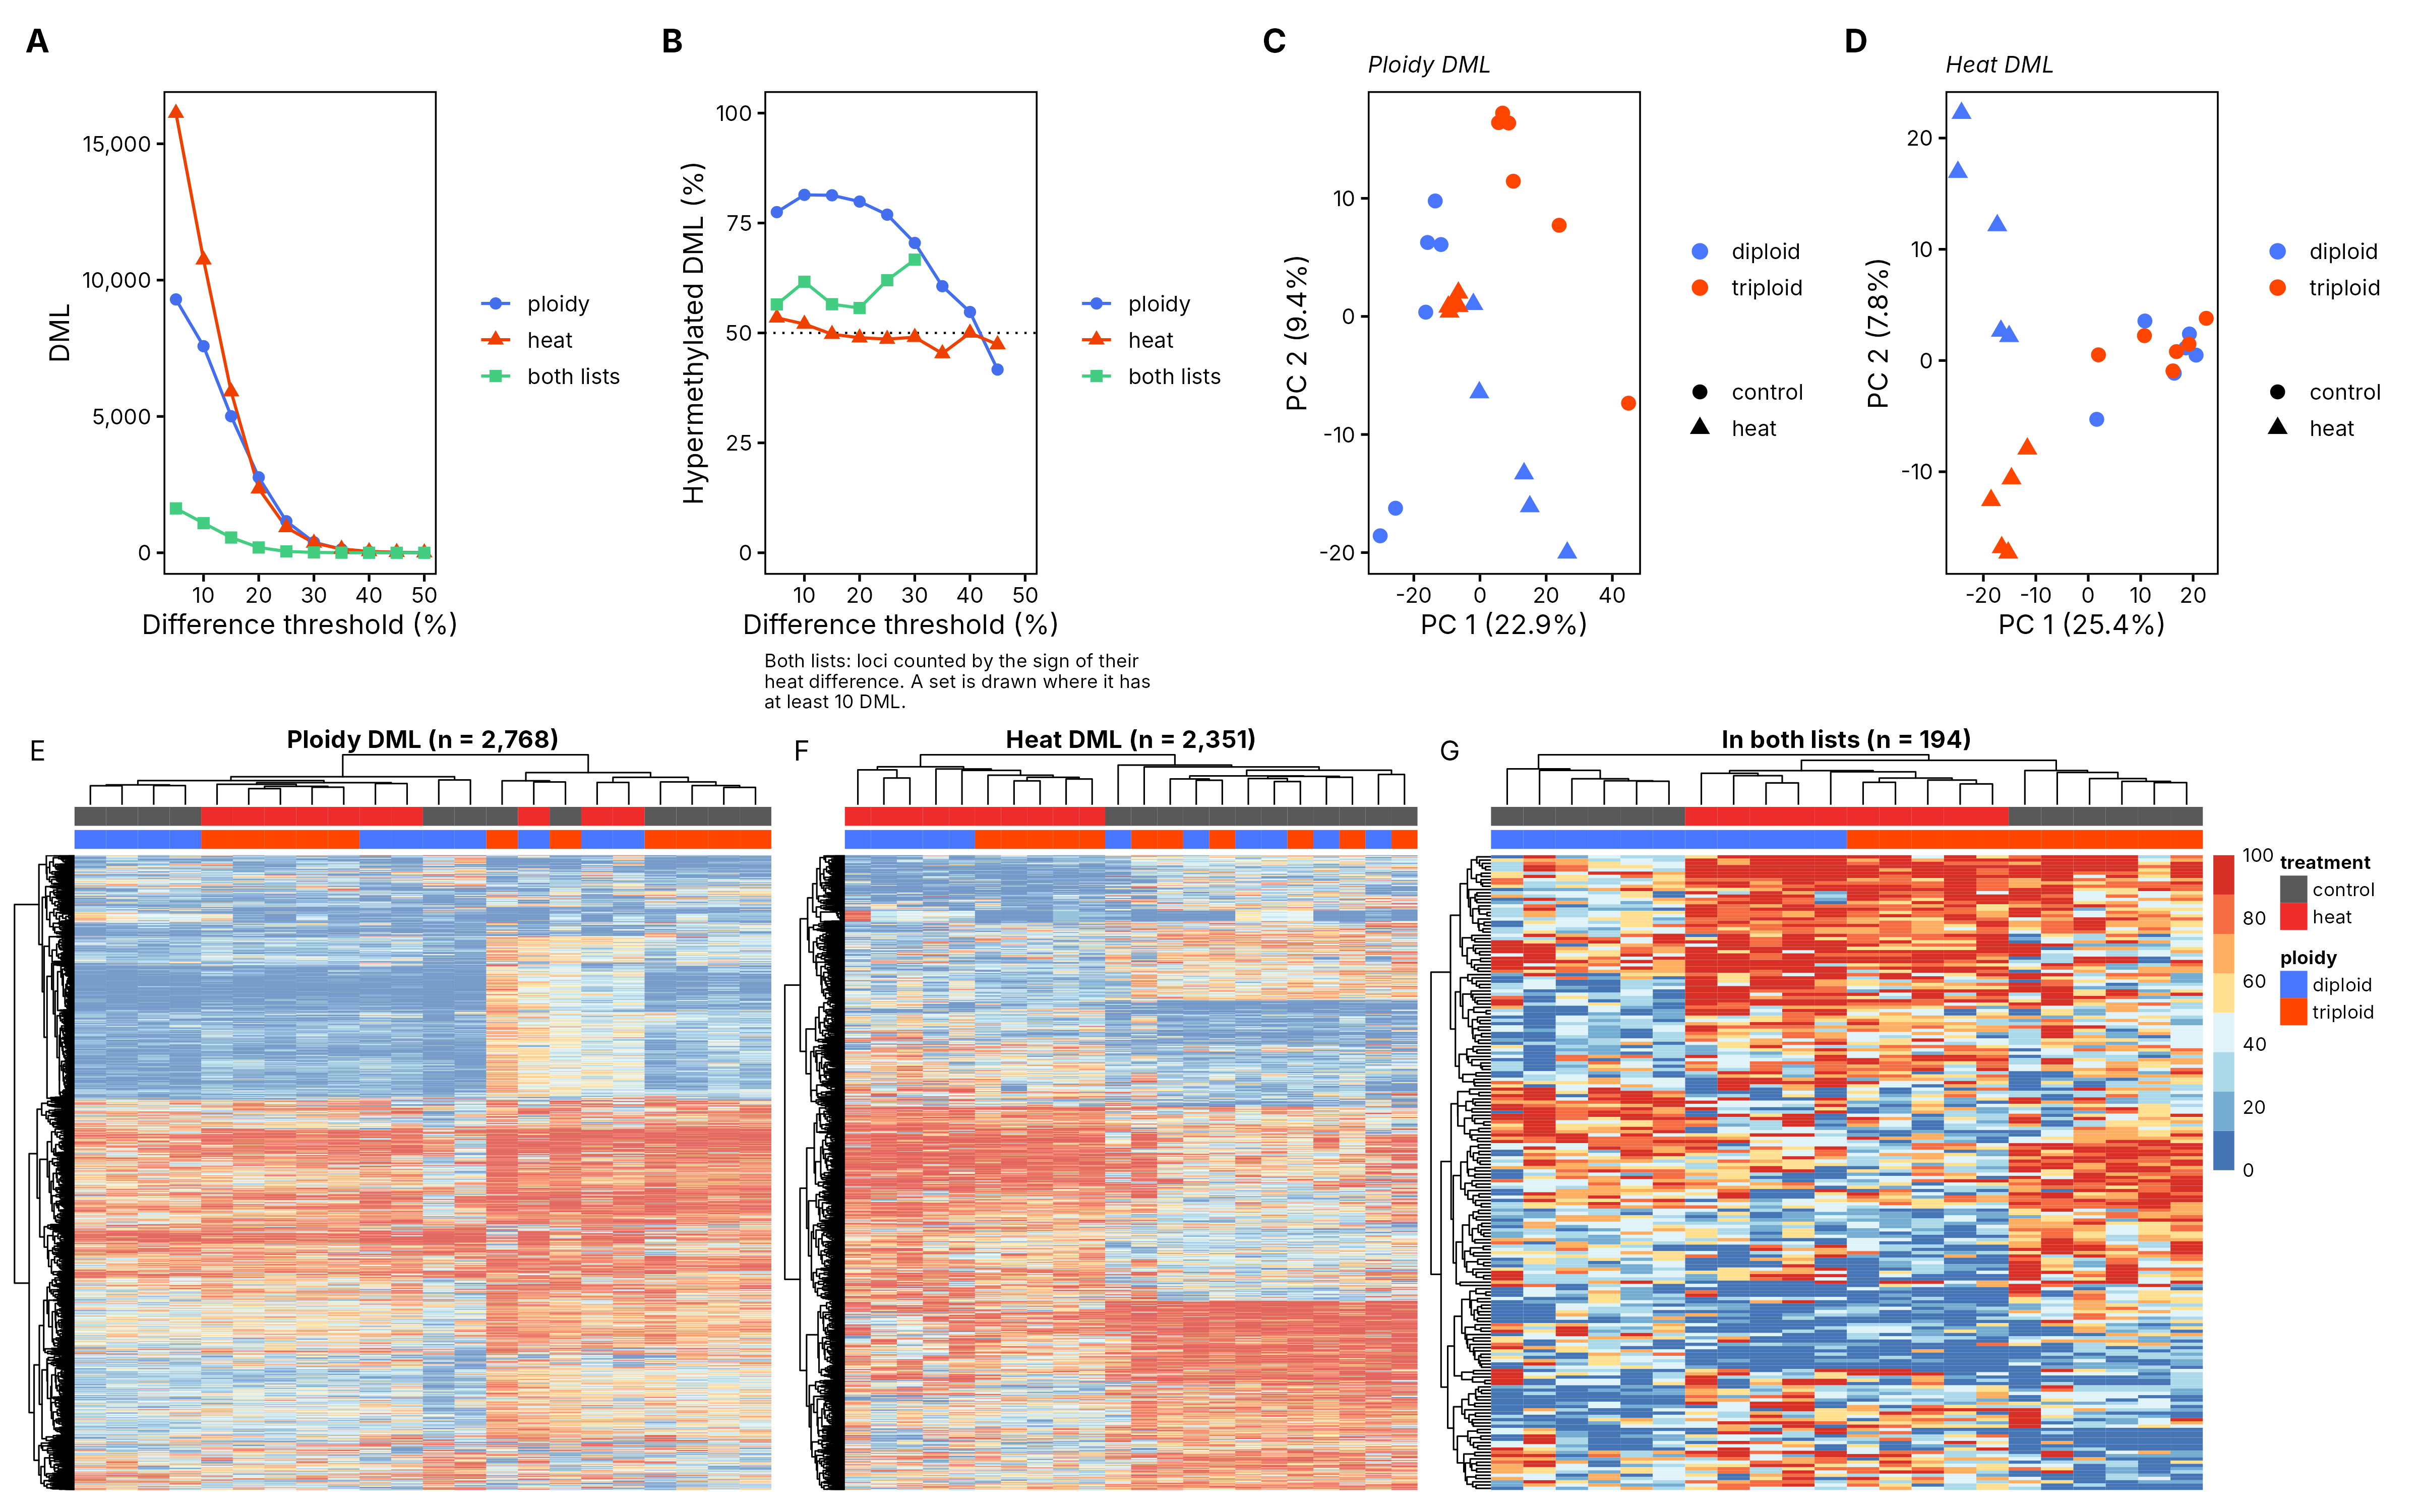 A
B
C
D
Ploidy DML
Heat DML
15,000
10,000
5,000
0
DML
10 20 30 40 50
Difference threshold (%)
ploidy
heat
both lists
100
75
50
25
0
Hypermethylated DML (%)
10 20 30 40 50
Difference threshold (%)
Both lists: loci counted by the sign of their
heat difference. A set is drawn where it has
at least 10 DML.
ploidy
heat
both lists
10
0
-10
-20
PC 2 (9.4%)
-20 0 20 40
PC 1 (22.9%)
diploid
triploid
control
heat
20
10
0
-10
PC 2 (7.8%)
-20 -10 0 10 20
PC 1 (25.4%)
diploid
triploid
control
heat
E
Ploidy DML (n = 2,768)
F
Heat DML (n = 2,351)
G
In both lists (n = 194)
100
80
60
40
20
0
treatment
control
heat
ploidy
diploid
triploid